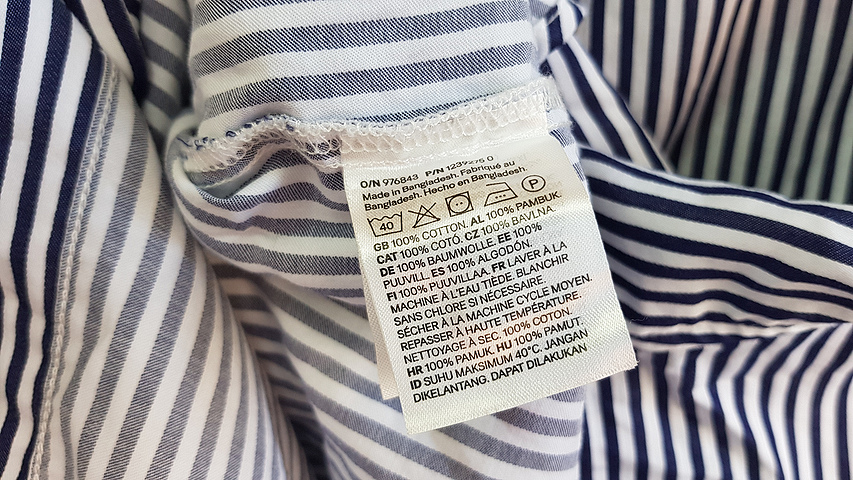 O/N 976843 P/N 1239275 0
Made in Bangladesh. Fabriqué au
Bangladesh. Hecho en Bangladesh.
40 P
GB 100% COTTON. AL 100% PAMBUK.
CAT 100% COTÓ. CZ 100% BAVLNA.
DE 100% BAUMWOLLE. EE 100%
PUUVILL. ES 100% ALGODÓN.
FI 100% PUUVILLAA. FR LAVER À LA
MACHINE À L'EAU TIÈDE. BLANCHIR
SANS CHLORE SI NÉCESSAIRE.
SÉCHER À LA MACHINE CYCLE MOYEN.
REPASSER À HAUTE TEMPÉRATURE.
NETTOYAGE À SEC. 100% COTON.
HR 100% PAMUK. HU 100% PAMUT.
ID SUHU MAKSIMUM 40°C. JANGAN
DIKELANTANG. DAPAT DILAKUKAN